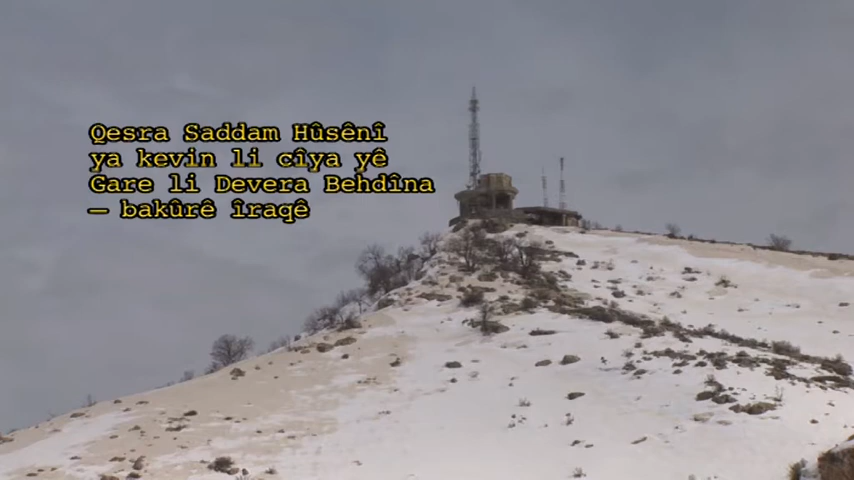 Qesra Saddam Hûsênî
ya kevin li cîya yê
Gare li Devera Behdîna
— bakûrê îraqê